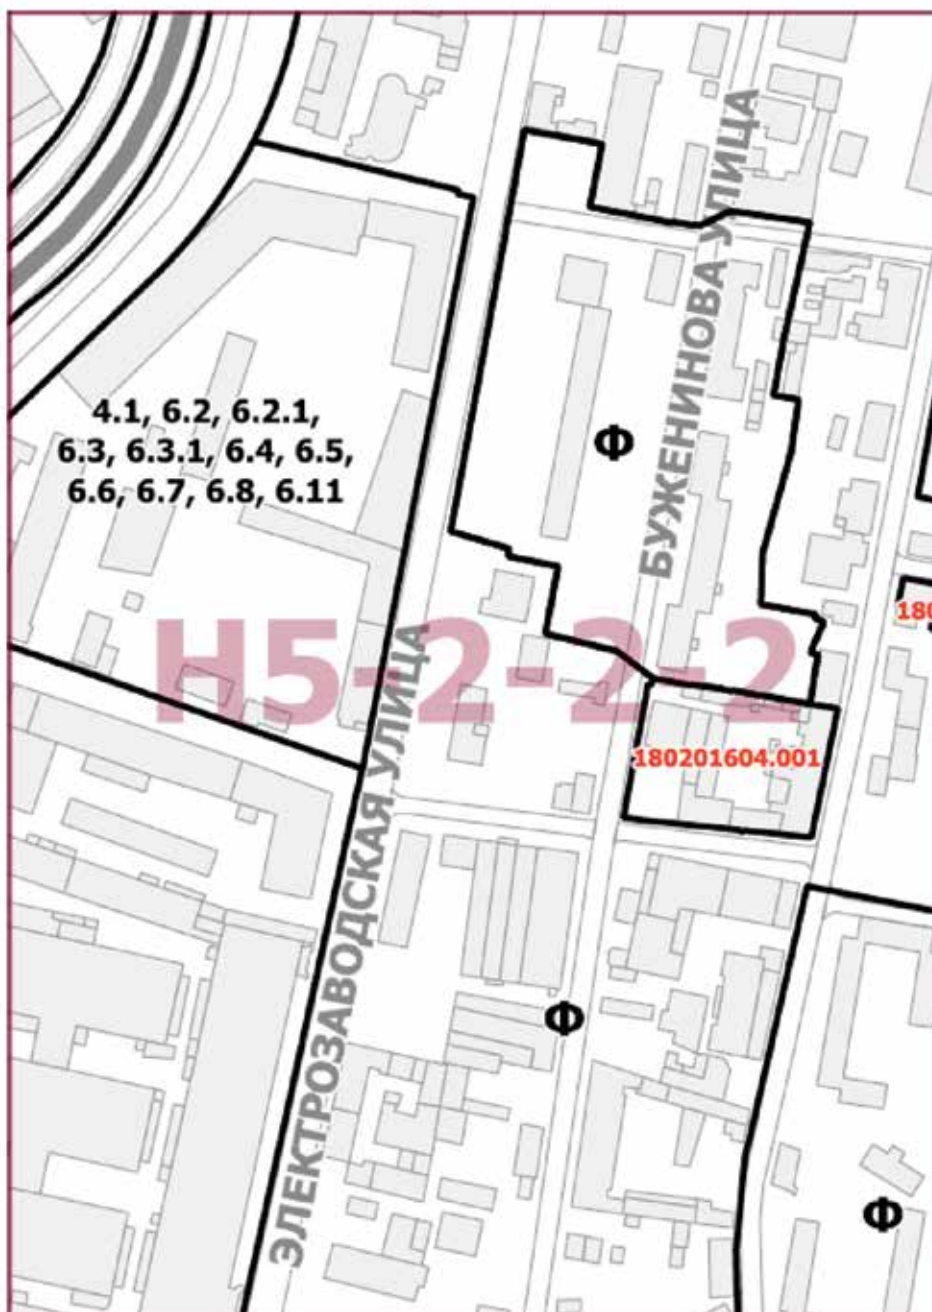 БУЖЕНИНОВА УЛИЦА
4.1, 6.2, 6.2.1,
6.3, 6.3.1, 6.4, 6.5,
6.6, 6.7, 6.8, 6.11
Ф
180
Н5-2-2-2
180201604.001
ЭЛЕКТРОЗАВОДСКАЯ УЛИЦА
Ф
Ф